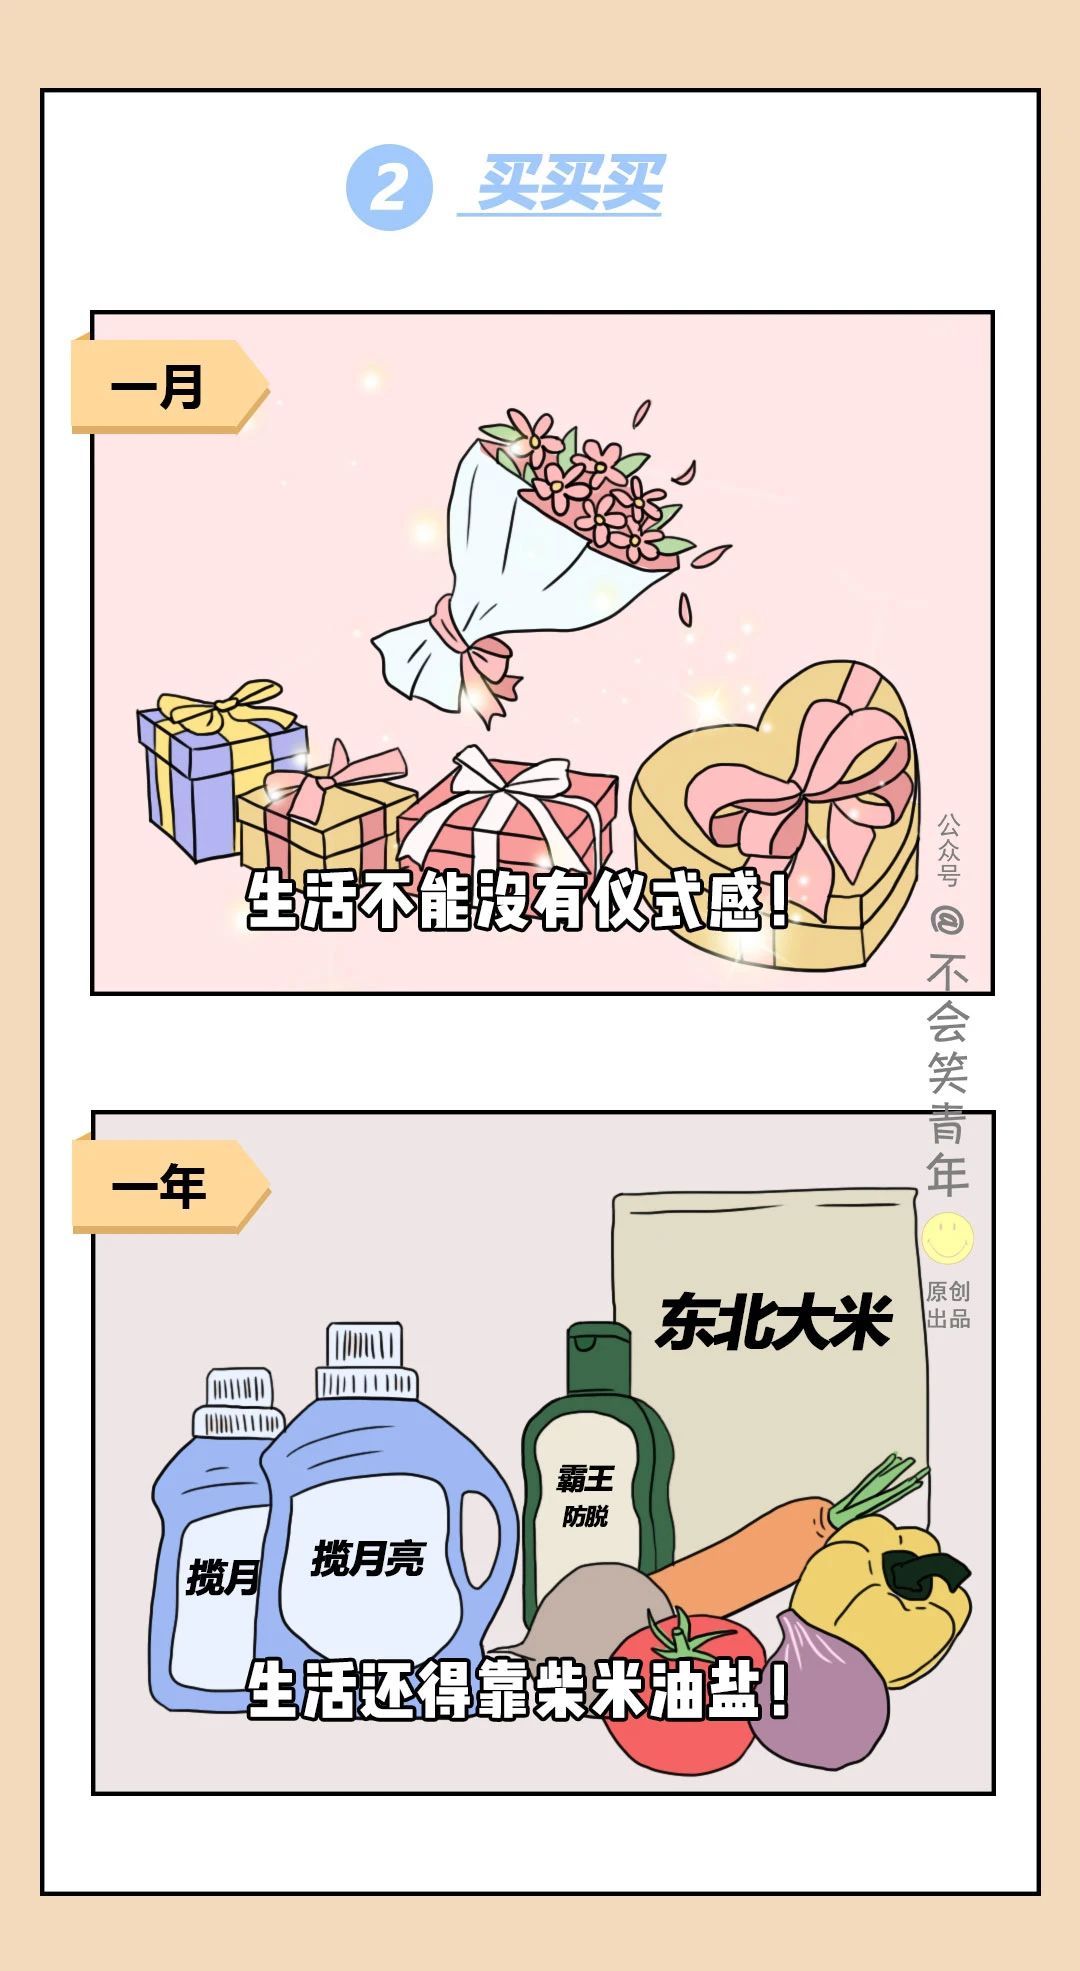 2 买买买
一月
生活不能没有仪式感！
公众号
@不会笑青年
原创
出品
一年
东北大米
霸王
防脱
揽月
揽月亮
生活还得靠柴米油盐！